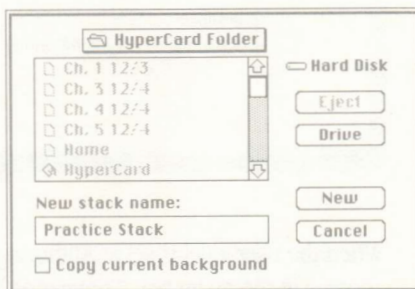 HyperCard Folder
Ch. 1 12/3
Ch. 3 12/4
Ch. 4 12/4
Ch. 5 12/4
Home
HyperCard
Hard Disk
Eject
Drive
New stack name:
Practice Stack
New
Cancel
Copy current background